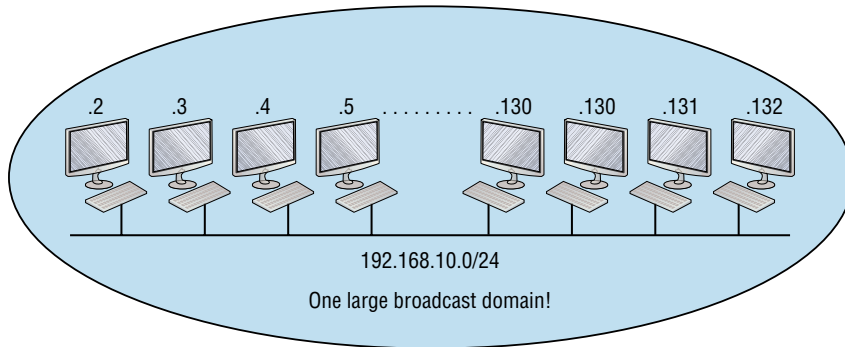 .2 .3 .4 .5 . . . . . . . . . .130 .130 .131 .132
192.168.10.0/24
One large broadcast domain!